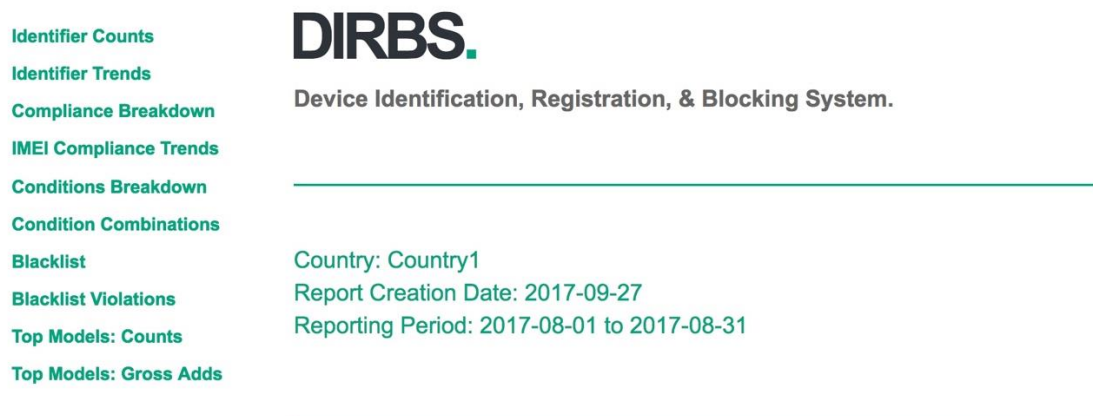 Identifier Counts
Identifier Trends
Compliance Breakdown
IMEI Compliance Trends
Conditions Breakdown
Condition Combinations
Blacklist
Blacklist Violations
Top Models: Counts
Top Models: Gross Adds
DIRBS.
Device Identification, Registration, & Blocking System.
Country: Country1
Report Creation Date: 2017-09-27
Reporting Period: 2017-08-01 to 2017-08-31